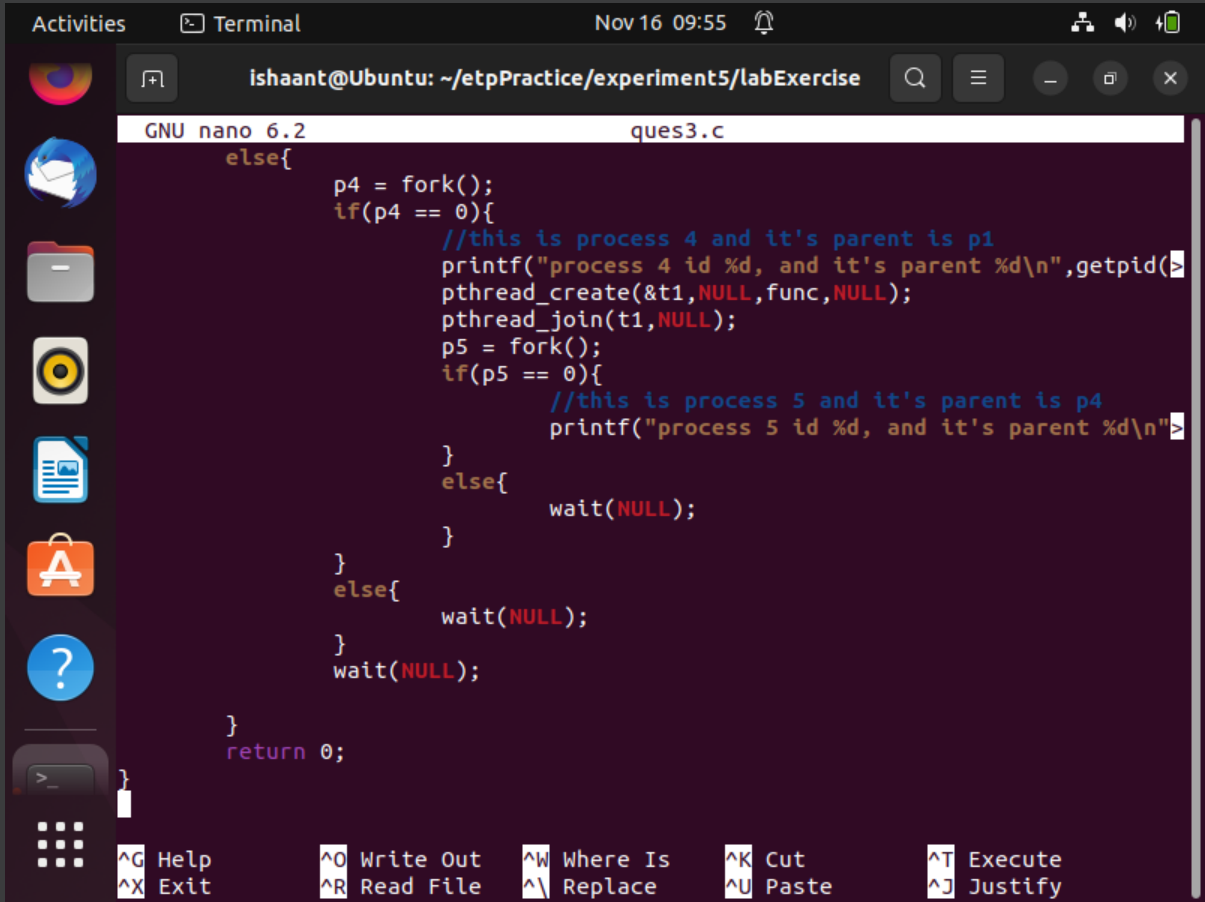 Activities Terminal Nov 16 09:55
ishaant@Ubuntu: ~/etpPractice/experiment5/labExercise
GNU nano 6.2 ques3.c
else{
p4 = fork();
if(p4 == 0){
//this is process 4 and it's parent is p1
printf("process 4 id %d, and it's parent %d\n",getpid(>
pthread_create(&t1,NULL,func,NULL);
pthread_join(t1,NULL);
p5 = fork();
if(p5 == 0){
//this is process 5 and it's parent is p4
printf("process 5 id %d, and it's parent %d\n">
}
else{
wait(NULL);
}
}
else{
wait(NULL);
}
wait(NULL);
}
return 0;
}
^G Help ^O Write Out ^W Where Is ^K Cut ^T Execute
^X Exit ^R Read File ^\ Replace ^U Paste ^J Justify